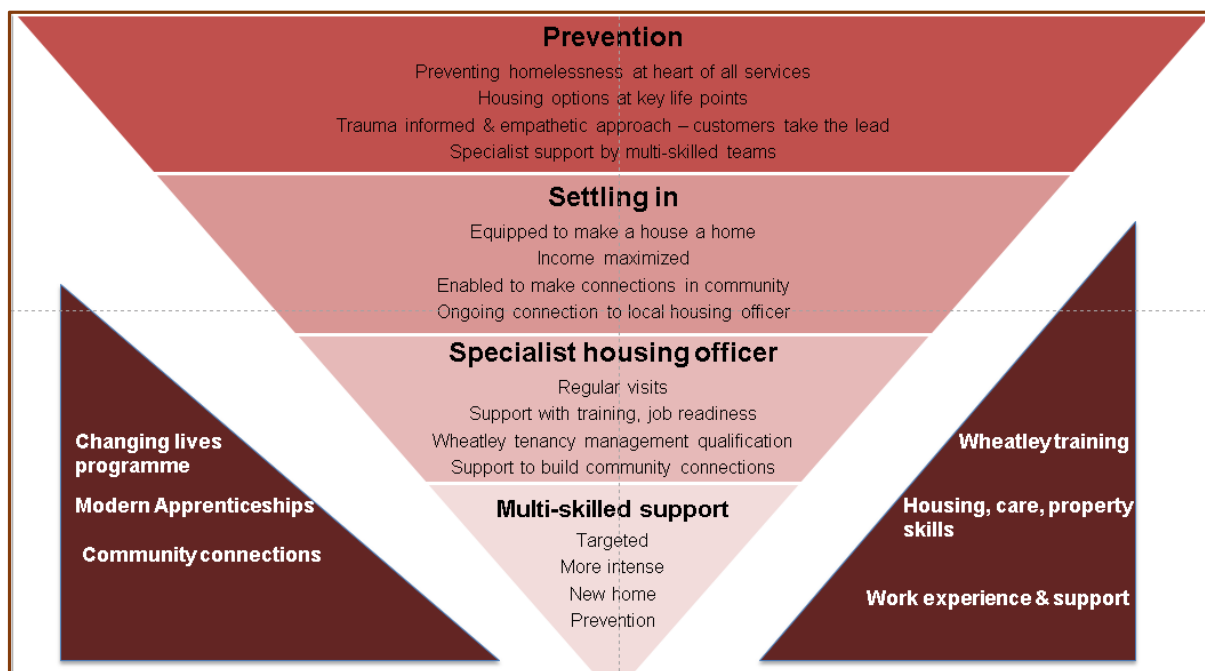 Prevention
Preventing homelessness at heart of all services
Housing options at key life points
Trauma informed & empathetic approach – customers take the lead
Specialist support by multi-skilled teams
Settling in
Equipped to make a house a home
Income maximized
Enabled to make connections in community
Ongoing connection to local housing officer
Specialist housing officer
Regular visits
Support with training, job readiness
Wheatley tenancy management qualification
Support to build community connections
Multi-skilled support
Targeted
More intense
New home
Prevention
Changing lives
programme
Modern Apprenticeships
Community connections
Wheatley training
Housing, care, property
skills
Work experience & support